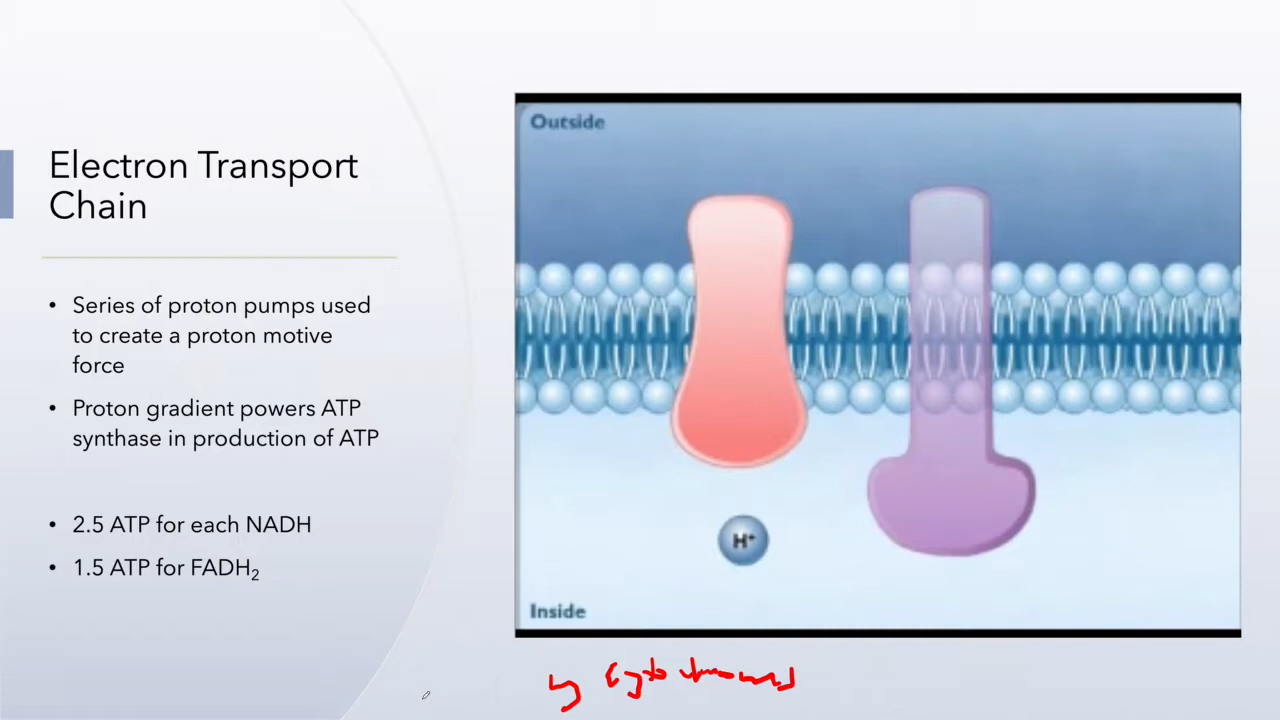 Electron Transport
Chain
• Series of proton pumps used
to create a proton motive
force
• Proton gradient powers ATP
synthase in production of ATP
• 2.5 ATP for each NADH
• 1.5 ATP for FADH₂
Outside
H⁺
Inside